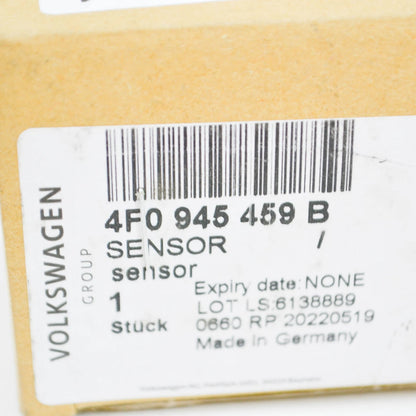 VOLKSWAGEN
GROUP
4F0 945 459 B
SENSOR /
sensor
1
Stück
Expiry date:NONE
LOT LS:6138889
0660 RP 20220519
Made in Germany